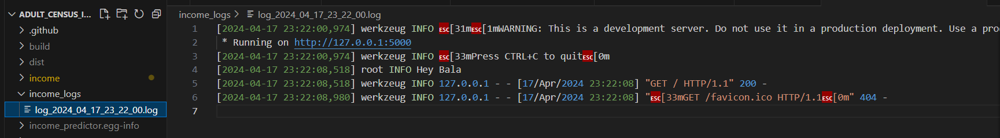 ADULT_CENSUS_I...
.github
build
dist
income
income_logs
log_2024_04_17_23_22_00.log
income_predictor.egg-info
income_logs > log_2024_04_17_23_22_00.log
1 [2024-04-17 23:22:00,974] werkzeug INFO ESC[31mESC[1mWARNING: This is a development server. Do not use it in a production deployment. Use a pro
2 * Running on http://127.0.0.1:5000
3 [2024-04-17 23:22:00,974] werkzeug INFO ESC[33mPress CTRL+C to quitESC[0m
4 [2024-04-17 23:22:08,518] root INFO Hey Bala
5 [2024-04-17 23:22:08,518] werkzeug INFO 127.0.0.1 - - [17/Apr/2024 23:22:08] "GET / HTTP/1.1" 200 -
6 [2024-04-17 23:22:08,980] werkzeug INFO 127.0.0.1 - - [17/Apr/2024 23:22:08] "ESC[33mGET /favicon.ico HTTP/1.1ESC[0m" 404 -
7